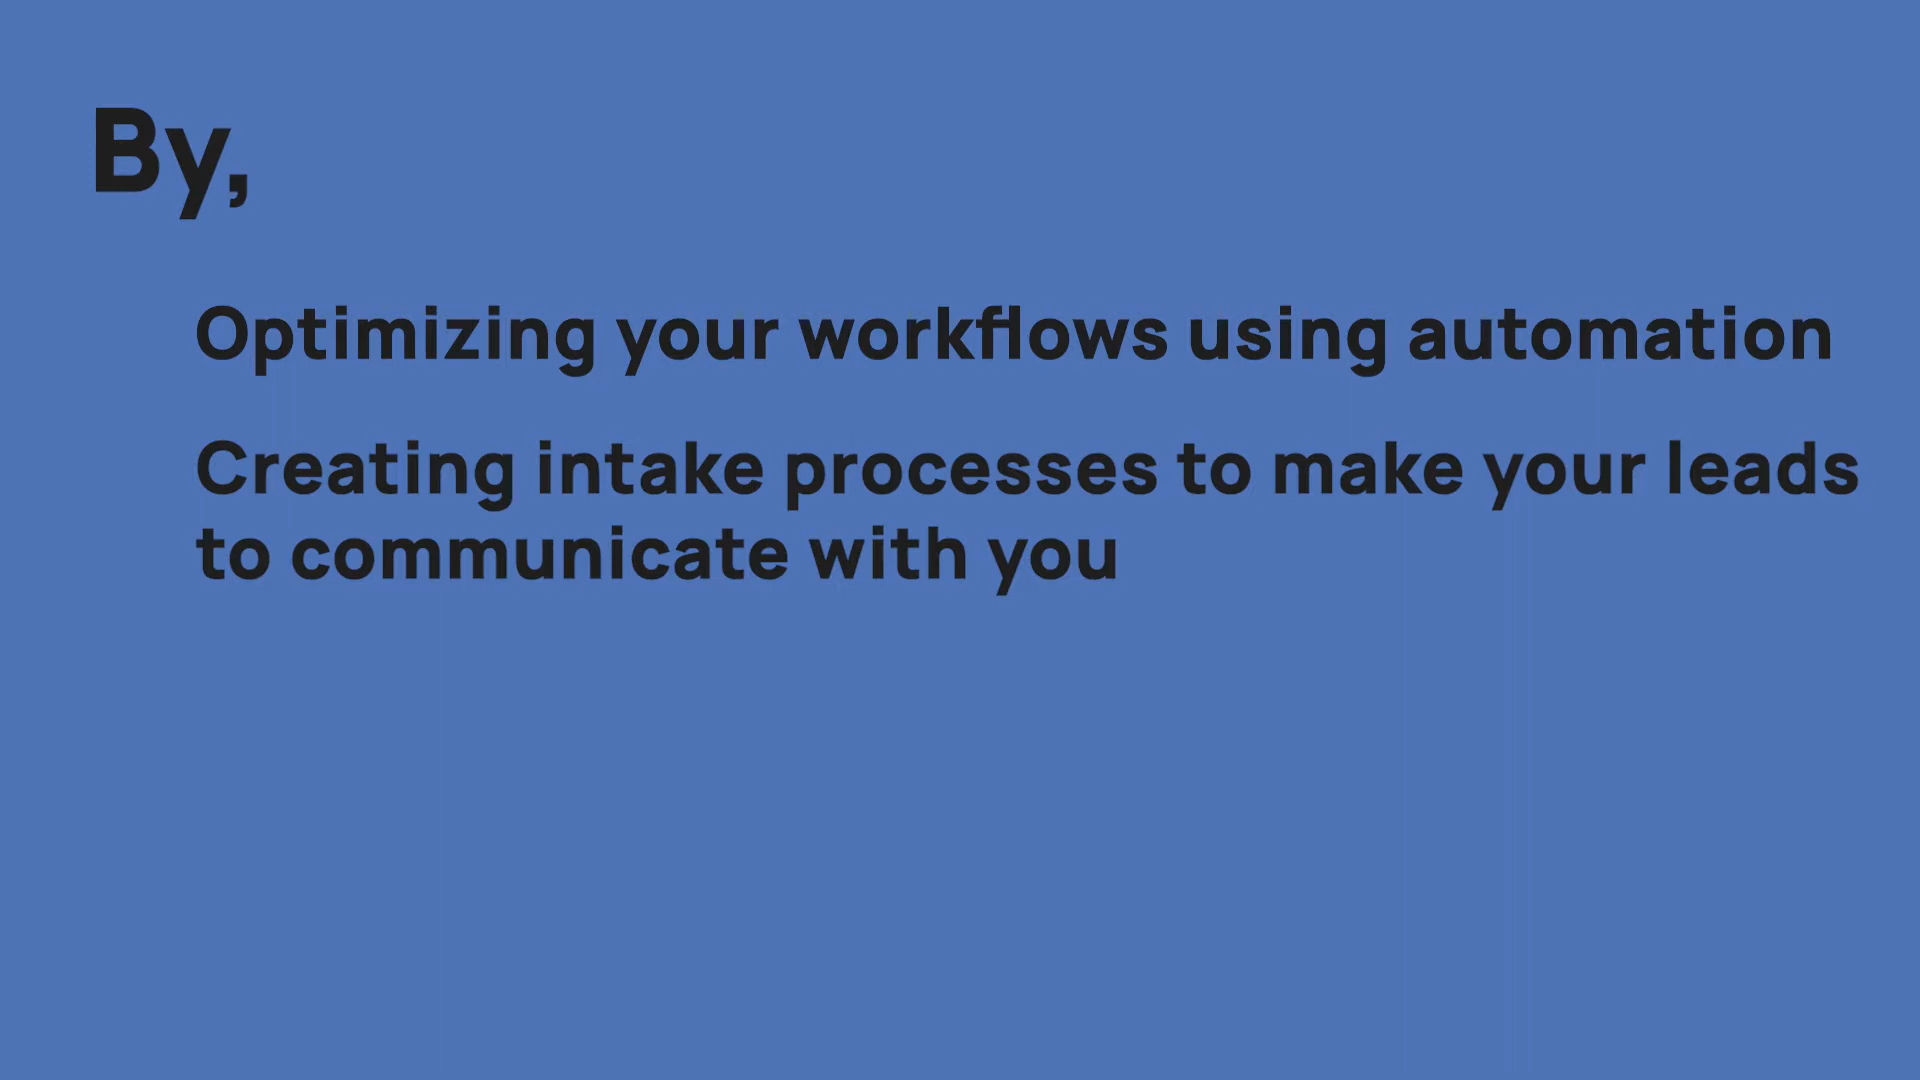 By,
Optimizing your workflows using automation
Creating intake processes to make your leads
to communicate with you